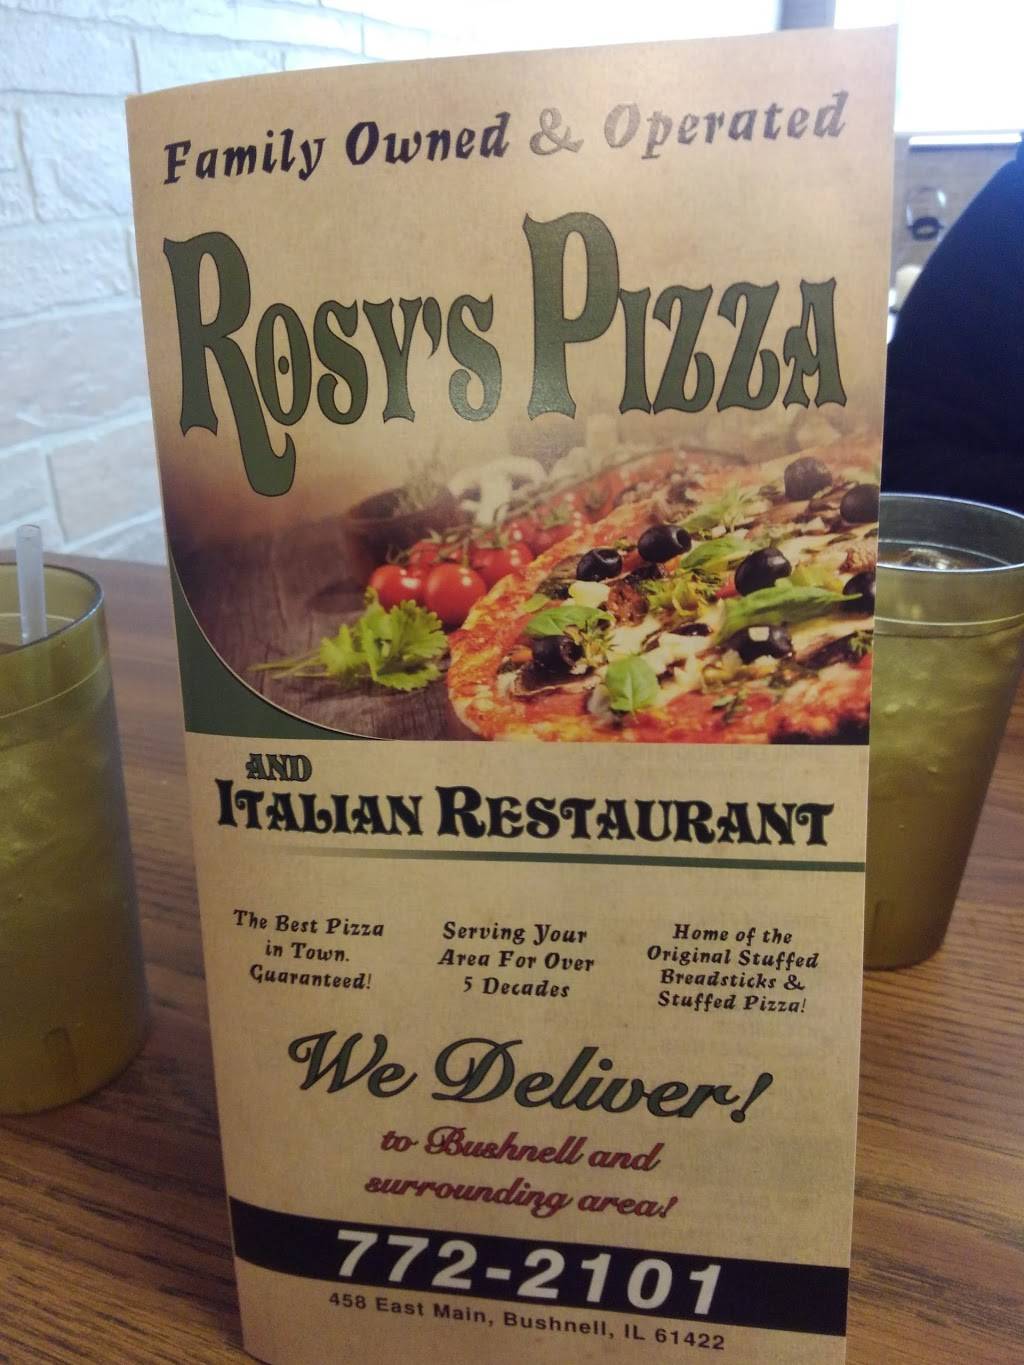 Family Owned & Operated
Rosy's Pizza
and
Italian Restaurant
The Best Pizza
in Town.
Guaranteed!
Serving Your
Area For Over
5 Decades
Home of the
Original Stuffed
Breadsticks &
Stuffed Pizza!
We Deliver!
to Bushnell and
surrounding area!
772-2101
458 East Main, Bushnell, IL 61422